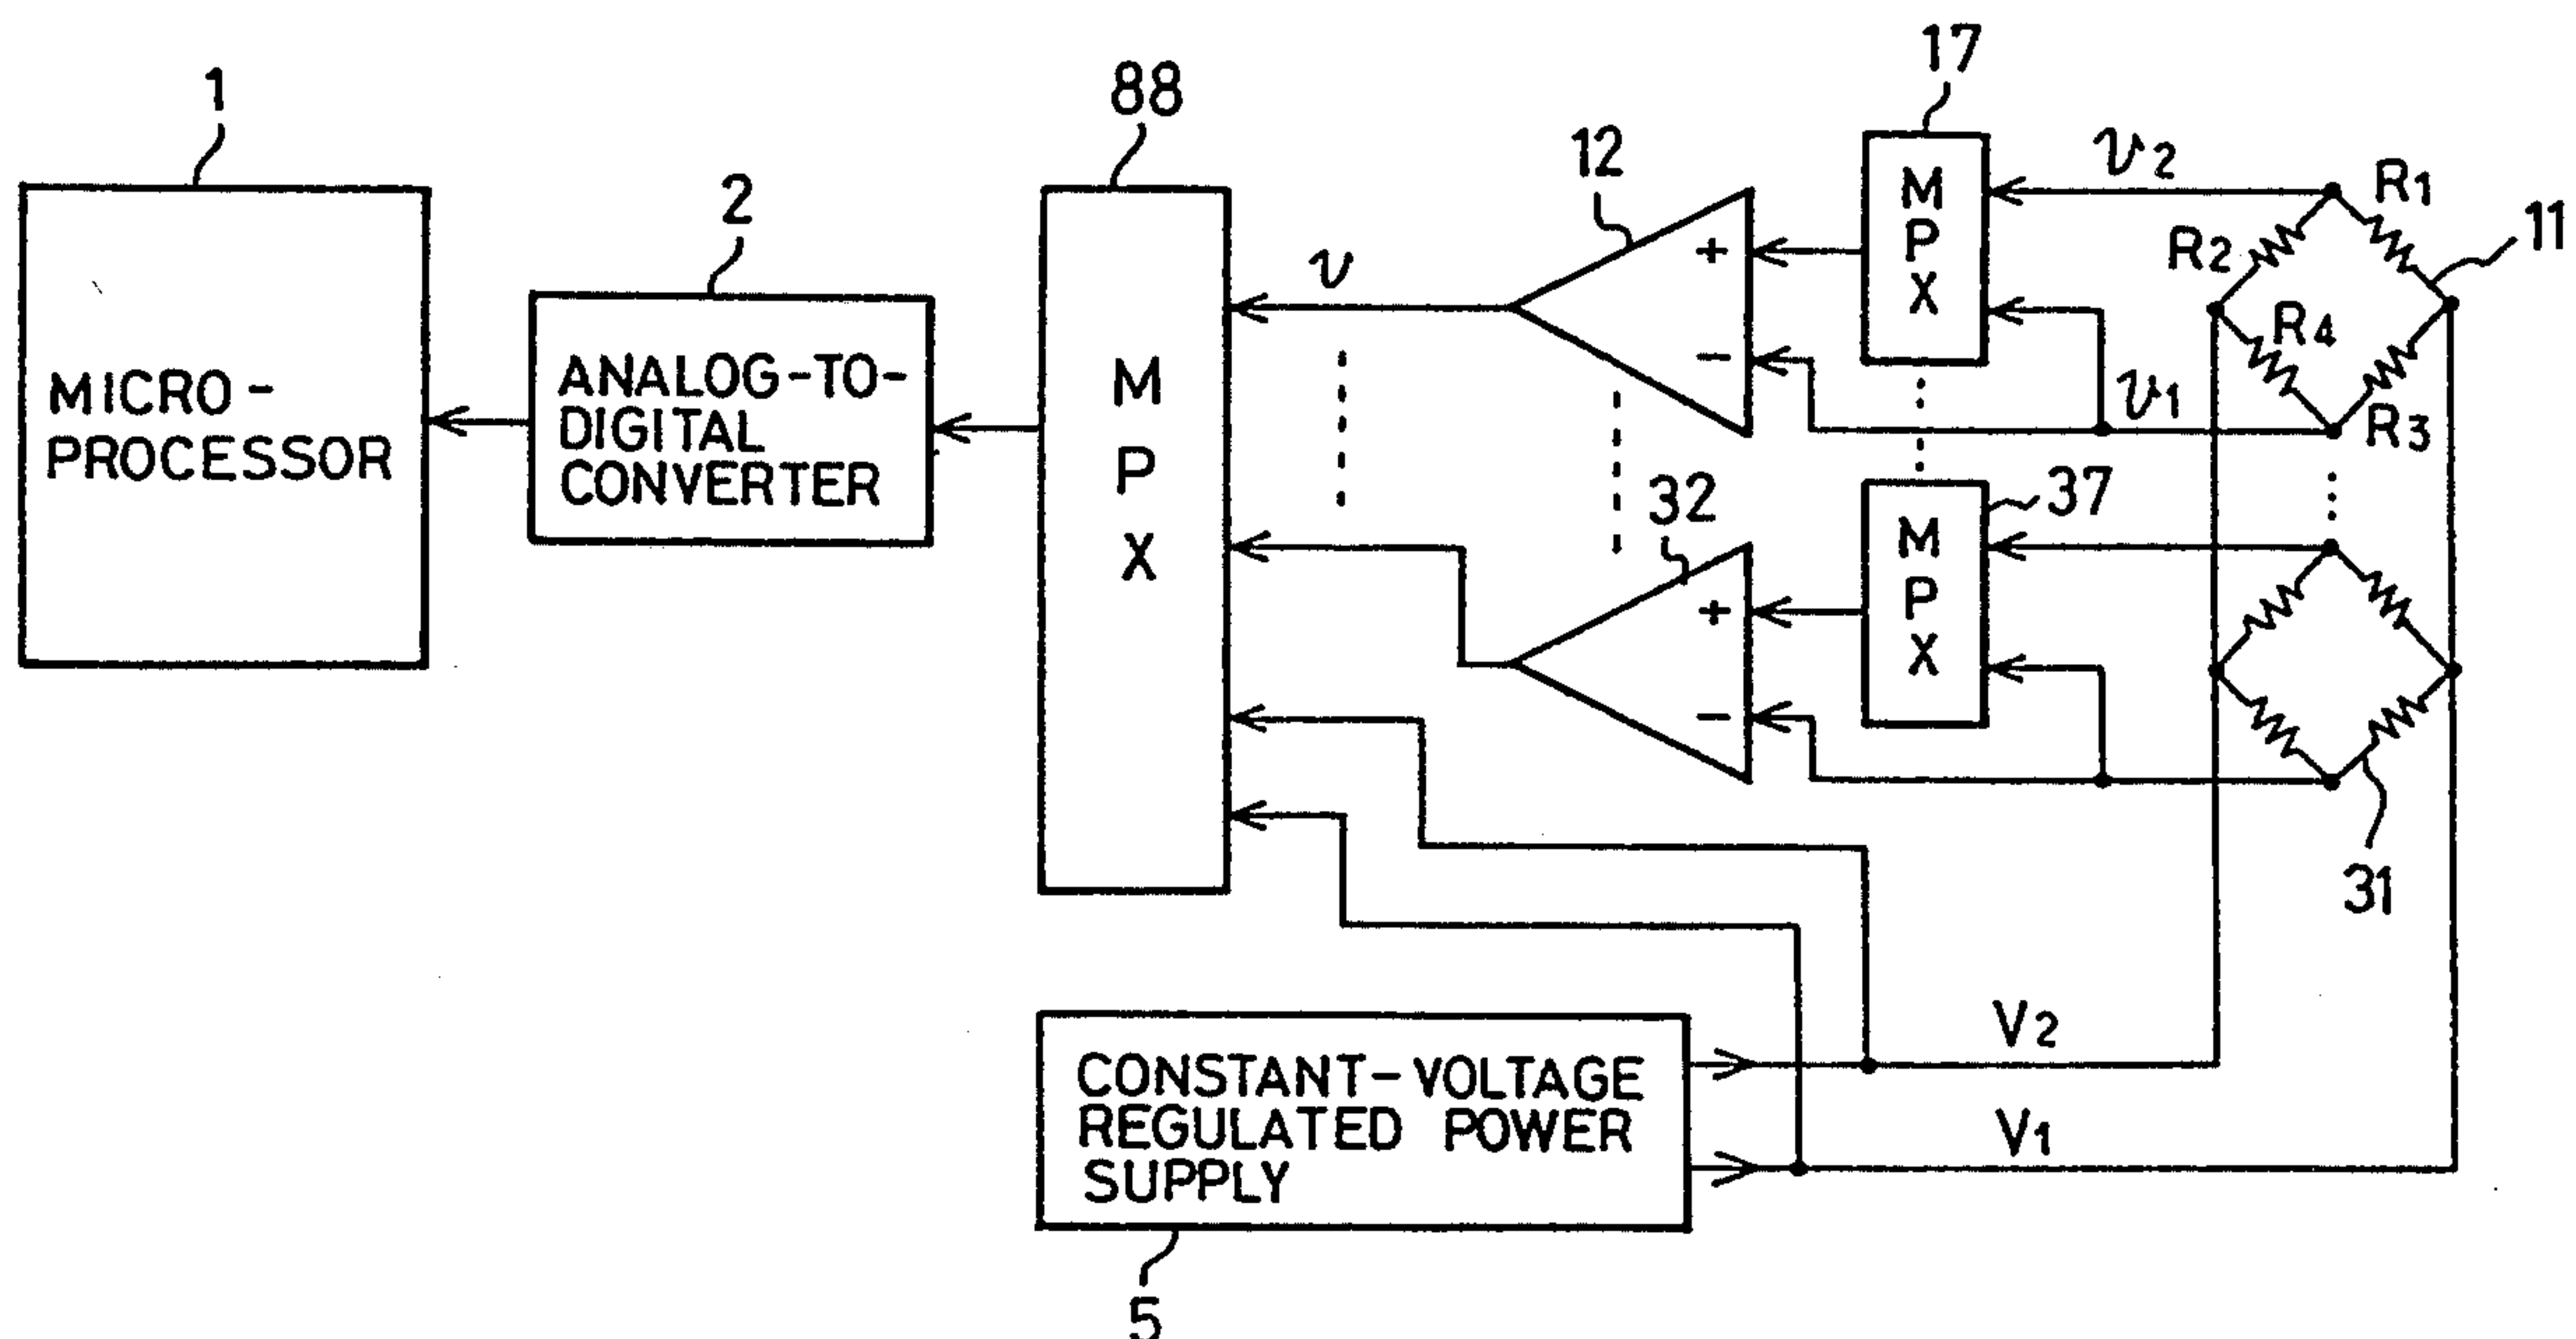 1
MICRO-
PROCESSOR
2
ANALOG-TO-
DIGITAL
CONVERTER
88
M
P
X
v
12
+
-
17
M
P
X
v2
v1
R1
R2
R4
R3
11
32
+
-
37
M
P
X
31
V2
V1
CONSTANT-VOLTAGE
REGULATED POWER
SUPPLY
5